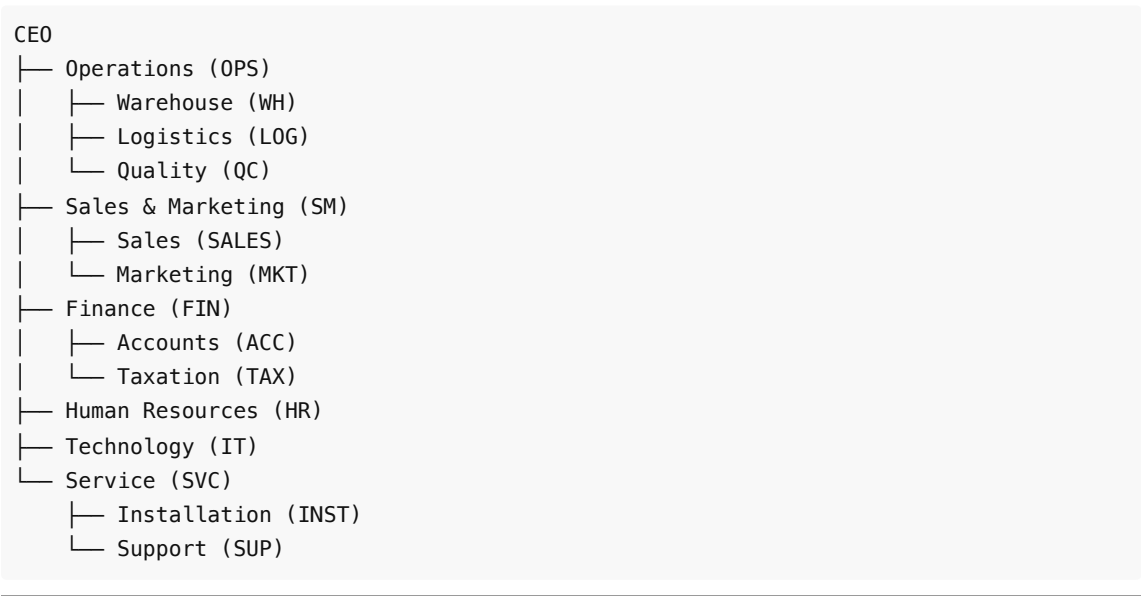 CEO
├── Operations (OPS)
│   ├── Warehouse (WH)
│   ├── Logistics (LOG)
│   └── Quality (QC)
├── Sales & Marketing (SM)
│   ├── Sales (SALES)
│   └── Marketing (MKT)
├── Finance (FIN)
│   ├── Accounts (ACC)
│   └── Taxation (TAX)
├── Human Resources (HR)
├── Technology (IT)
└── Service (SVC)
    ├── Installation (INST)
    └── Support (SUP)